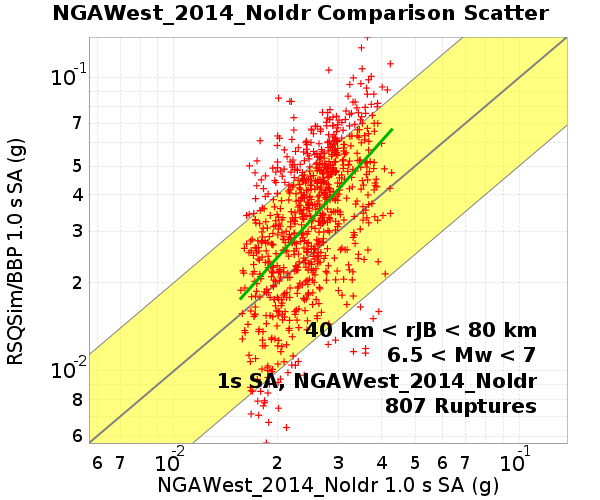 NGAWest_2014_NoIdr Comparison Scatter
RSQSim/BBP 1.0 s SA (g)
10-1
7
5
4
3
2
10-2
8
6
40 km < rJB < 80 km
6.5 < Mw < 7
1s SA, NGAWest_2014_NoIdr
807 Ruptures
6 7 10-2 2 3 4 5 6 7 10-1
NGAWest_2014_NoIdr 1.0 s SA (g)